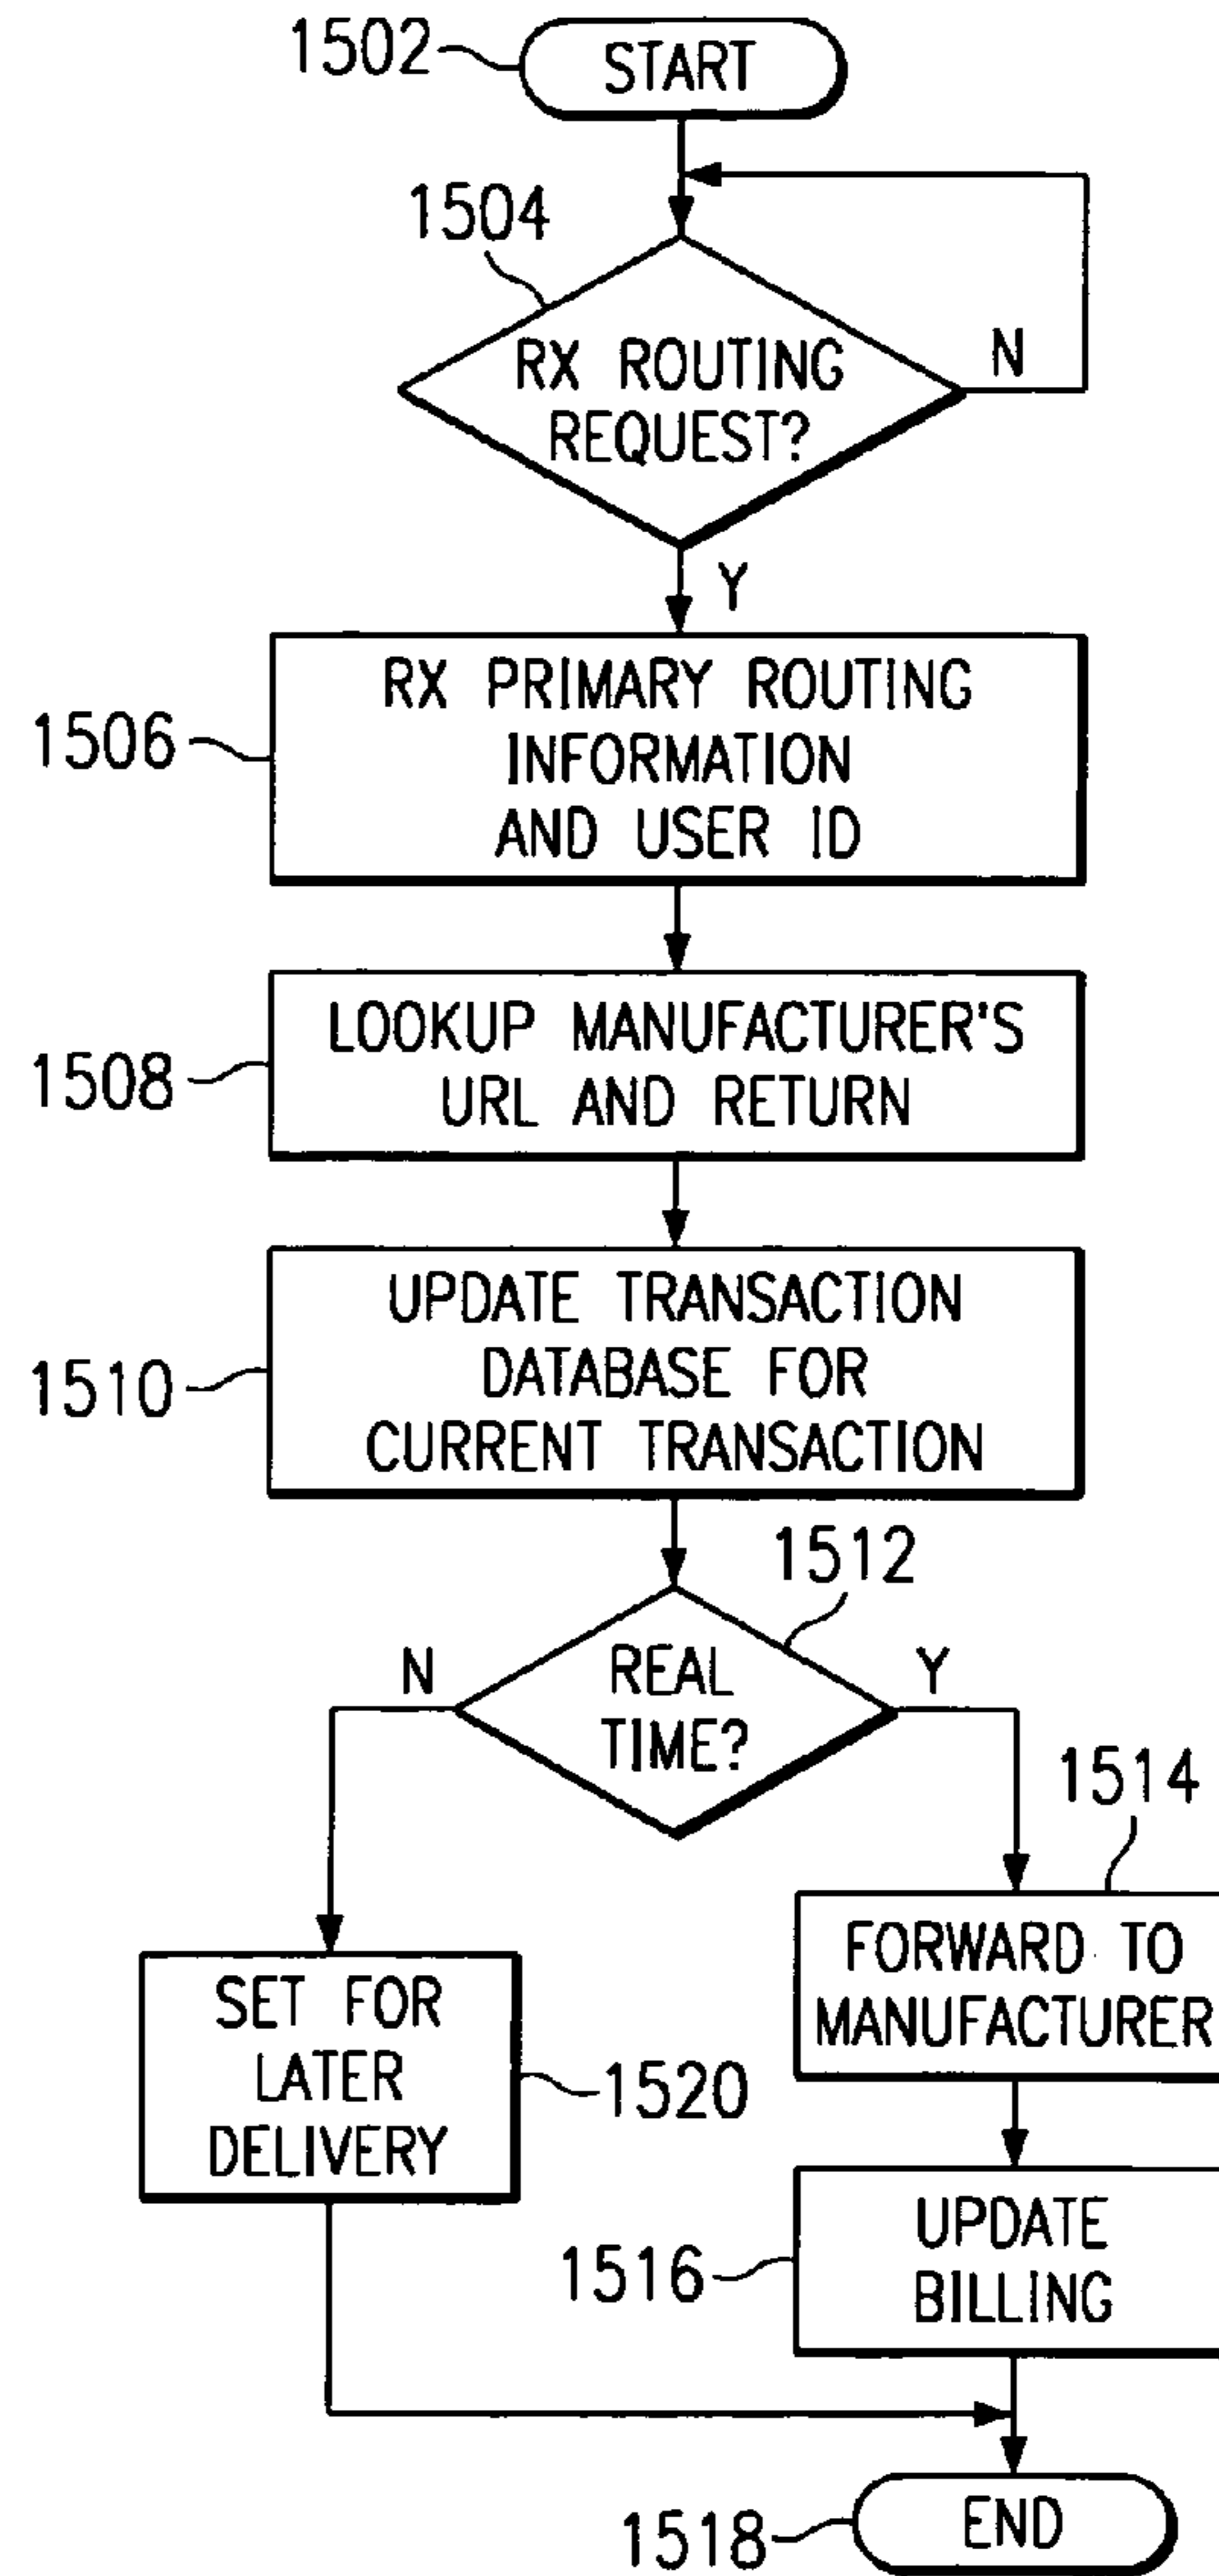 1502
START
1504
RX ROUTING
REQUEST?
N
Y
1506
RX PRIMARY ROUTING
INFORMATION
AND USER ID
1508
LOOKUP MANUFACTURER'S
URL AND RETURN
1510
UPDATE TRANSACTION
DATABASE FOR
CURRENT TRANSACTION
1512
N
REAL
TIME?
Y
1514
FORWARD TO
MANUFACTURER
SET FOR
LATER
DELIVERY
1520
1516
UPDATE
BILLING
1518
END